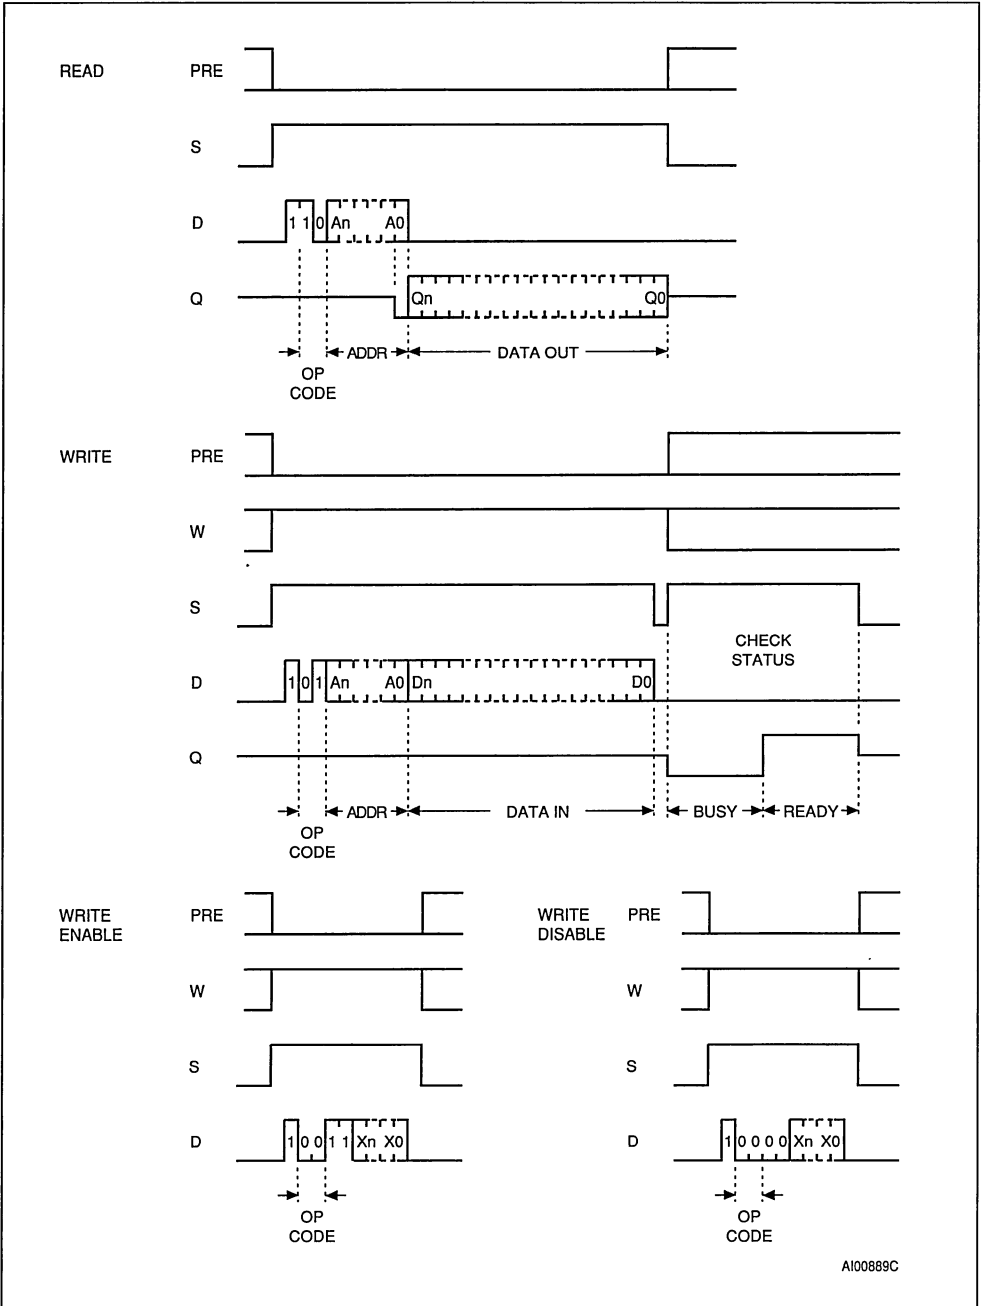 READ PRE
S
D 1 1 0 An A0
Q Qn Q0
ADDR DATA OUT
OP
CODE
WRITE PRE
W
S
CHECK
STATUS
D 1 0 1 An A0 Dn D0
Q
ADDR DATA IN BUSY READY
OP
CODE
WRITE
ENABLE
PRE
W
S
D 1 0 0 1 1 Xn X0
OP
CODE
WRITE
DISABLE
PRE
W
S
D 1 0 0 0 0 Xn X0
OP
CODE
AI00889C